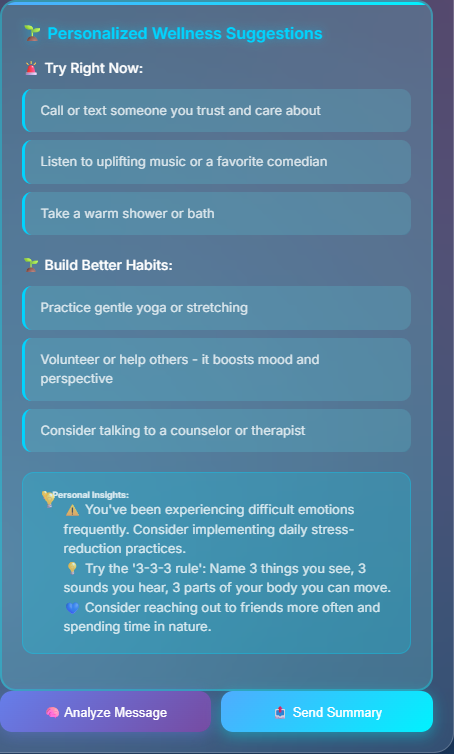 🌱 Personalized Wellness Suggestions
🚨 Try Right Now:
Call or text someone you trust and care about
Listen to uplifting music or a favorite comedian
Take a warm shower or bath
🌱 Build Better Habits:
Practice gentle yoga or stretching
Volunteer or help others - it boosts mood and
perspective
Consider talking to a counselor or therapist
💡 Personal Insights:
⚠️ You've been experiencing difficult emotions
frequently. Consider implementing daily stress-
reduction practices.
💡 Try the '3-3-3 rule': Name 3 things you see, 3
sounds you hear, 3 parts of your body you can move.
💙 Consider reaching out to friends more often and
spending time in nature.
🧠 Analyze Message
📤 Send Summary